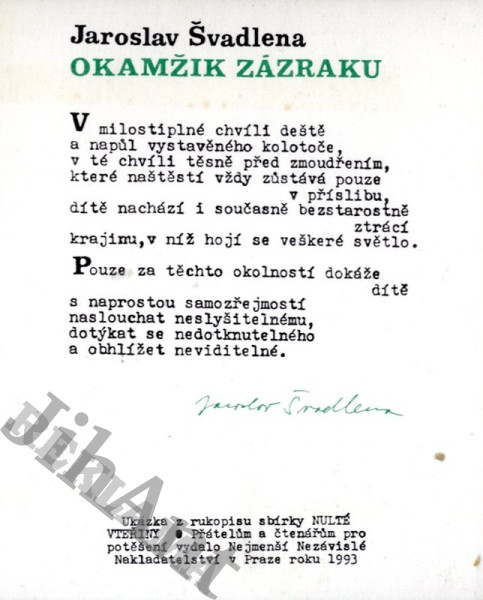 Jaroslav Švadlena
OKAMŽIK ZÁZRAKU
V milostiplné chvíli deště
a napůl vystavěného kolotoče,
v té chvíli těsně před zmoudřením,
které naštěstí vždy zůstává pouze
v příslibu,
dítě nachází i současně bezstarostně
ztrácí
krajinu, v níž hojí se veškeré světlo.
Pouze za těchto okolností dokáže
dítě
s naprostou samozřejmostí
naslouchat neslyšitelnému,
dotýkat se nedotknutelného
a obhlížet neviditelné.
Jaroslav Švadlena
JihArt
Ukázka z rukopisu sbírky NULTÉ
VTEŘINY ● Přátelům a čtenářům pro
potěšení vydalo Nejmenší Nezávislé
Nakladatelství v Praze roku 1993